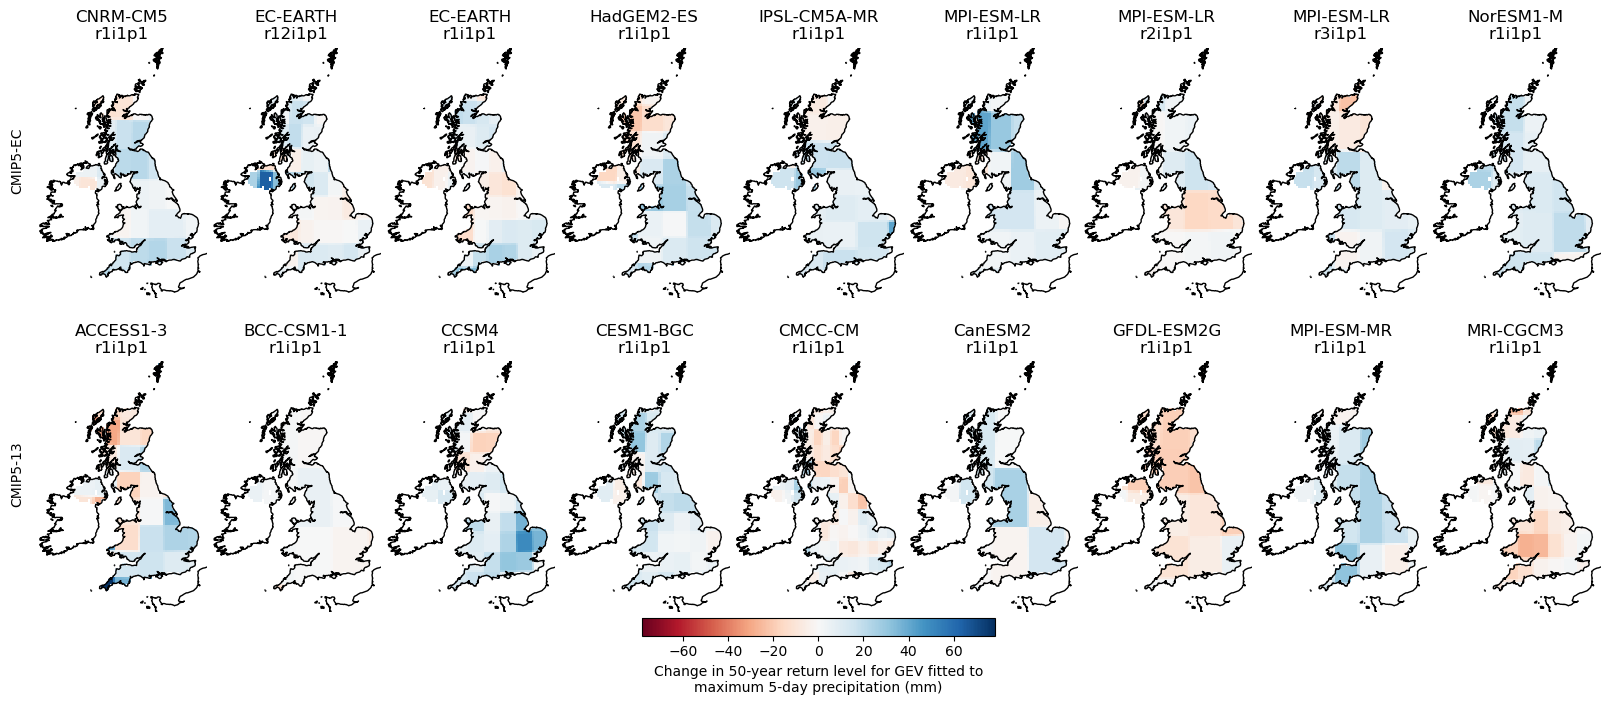 CNRM-CM5
r1i1p1
EC-EARTH
r12i1p1
EC-EARTH
r1i1p1
HadGEM2-ES
r1i1p1
IPSL-CM5A-MR
r1i1p1
MPI-ESM-LR
r1i1p1
MPI-ESM-LR
r2i1p1
MPI-ESM-LR
r3i1p1
NorESM1-M
r1i1p1
CMIP5-EC
ACCESS1-3
r1i1p1
BCC-CSM1-1
r1i1p1
CCSM4
r1i1p1
CESM1-BGC
r1i1p1
CMCC-CM
r1i1p1
CanESM2
r1i1p1
GFDL-ESM2G
r1i1p1
MPI-ESM-MR
r1i1p1
MRI-CGCM3
r1i1p1
CMIP5-13
−60 −40 −20 0 20 40 60
Change in 50-year return level for GEV fitted to
maximum 5-day precipitation (mm)